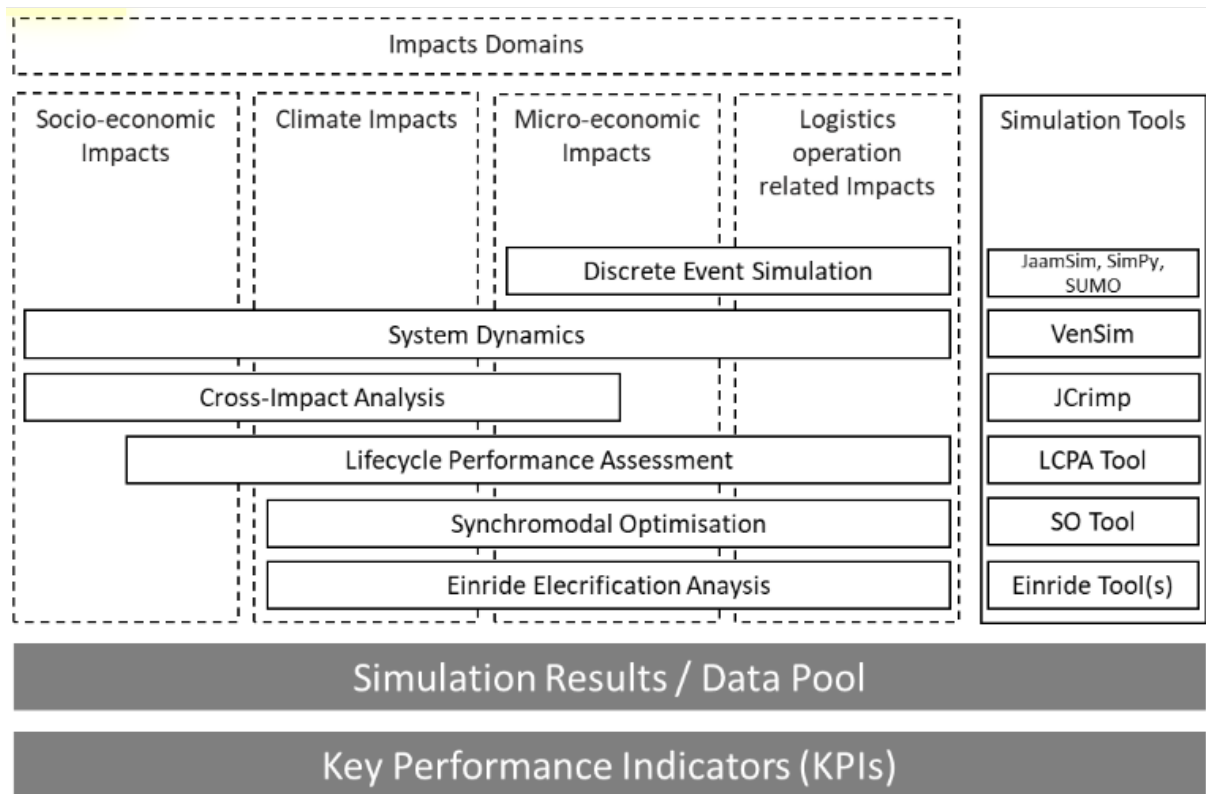 Impacts Domains
Socio-economic
Impacts
Climate Impacts
Micro-economic
Impacts
Logistics
operation
related Impacts
Simulation Tools
Discrete Event Simulation
JaamSim, SimPy,
SUMO
System Dynamics
VenSim
Cross-Impact Analysis
JCrimp
Lifecycle Performance Assessment
LCPA Tool
Synchromodal Optimisation
SO Tool
Einride Elecrification Anaysis
Einride Tool(s)
Simulation Results / Data Pool
Key Performance Indicators (KPIs)